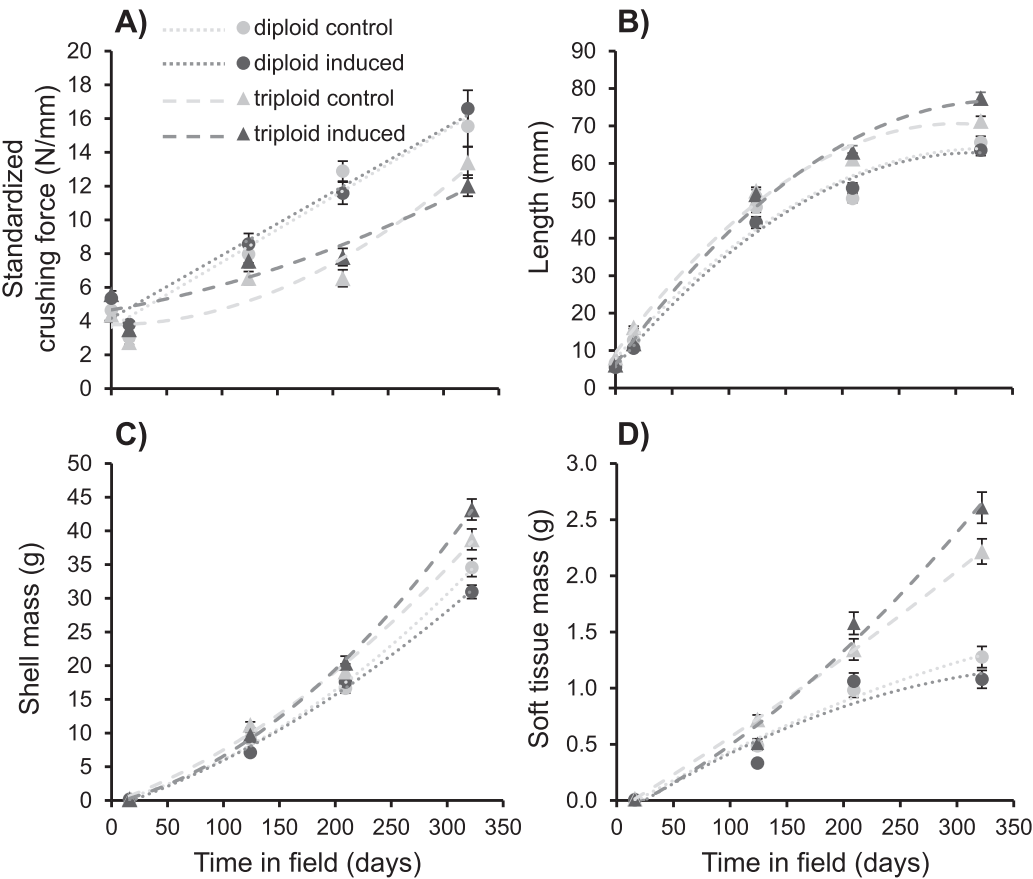 A)
diploid control
diploid induced
triploid control
triploid induced
Standardized
crushing force (N/mm)
20
18
16
14
12
10
8
6
4
2
0
B)
Length (mm)
90
80
70
60
50
40
30
20
10
0
C)
Shell mass (g)
50
45
40
35
30
25
20
15
10
5
0
0 50 100 150 200 250 300 350
Time in field (days)
D)
Soft tissue mass (g)
3.0
2.5
2.0
1.5
1.0
0.5
0.0
0 50 100 150 200 250 300 350
Time in field (days)